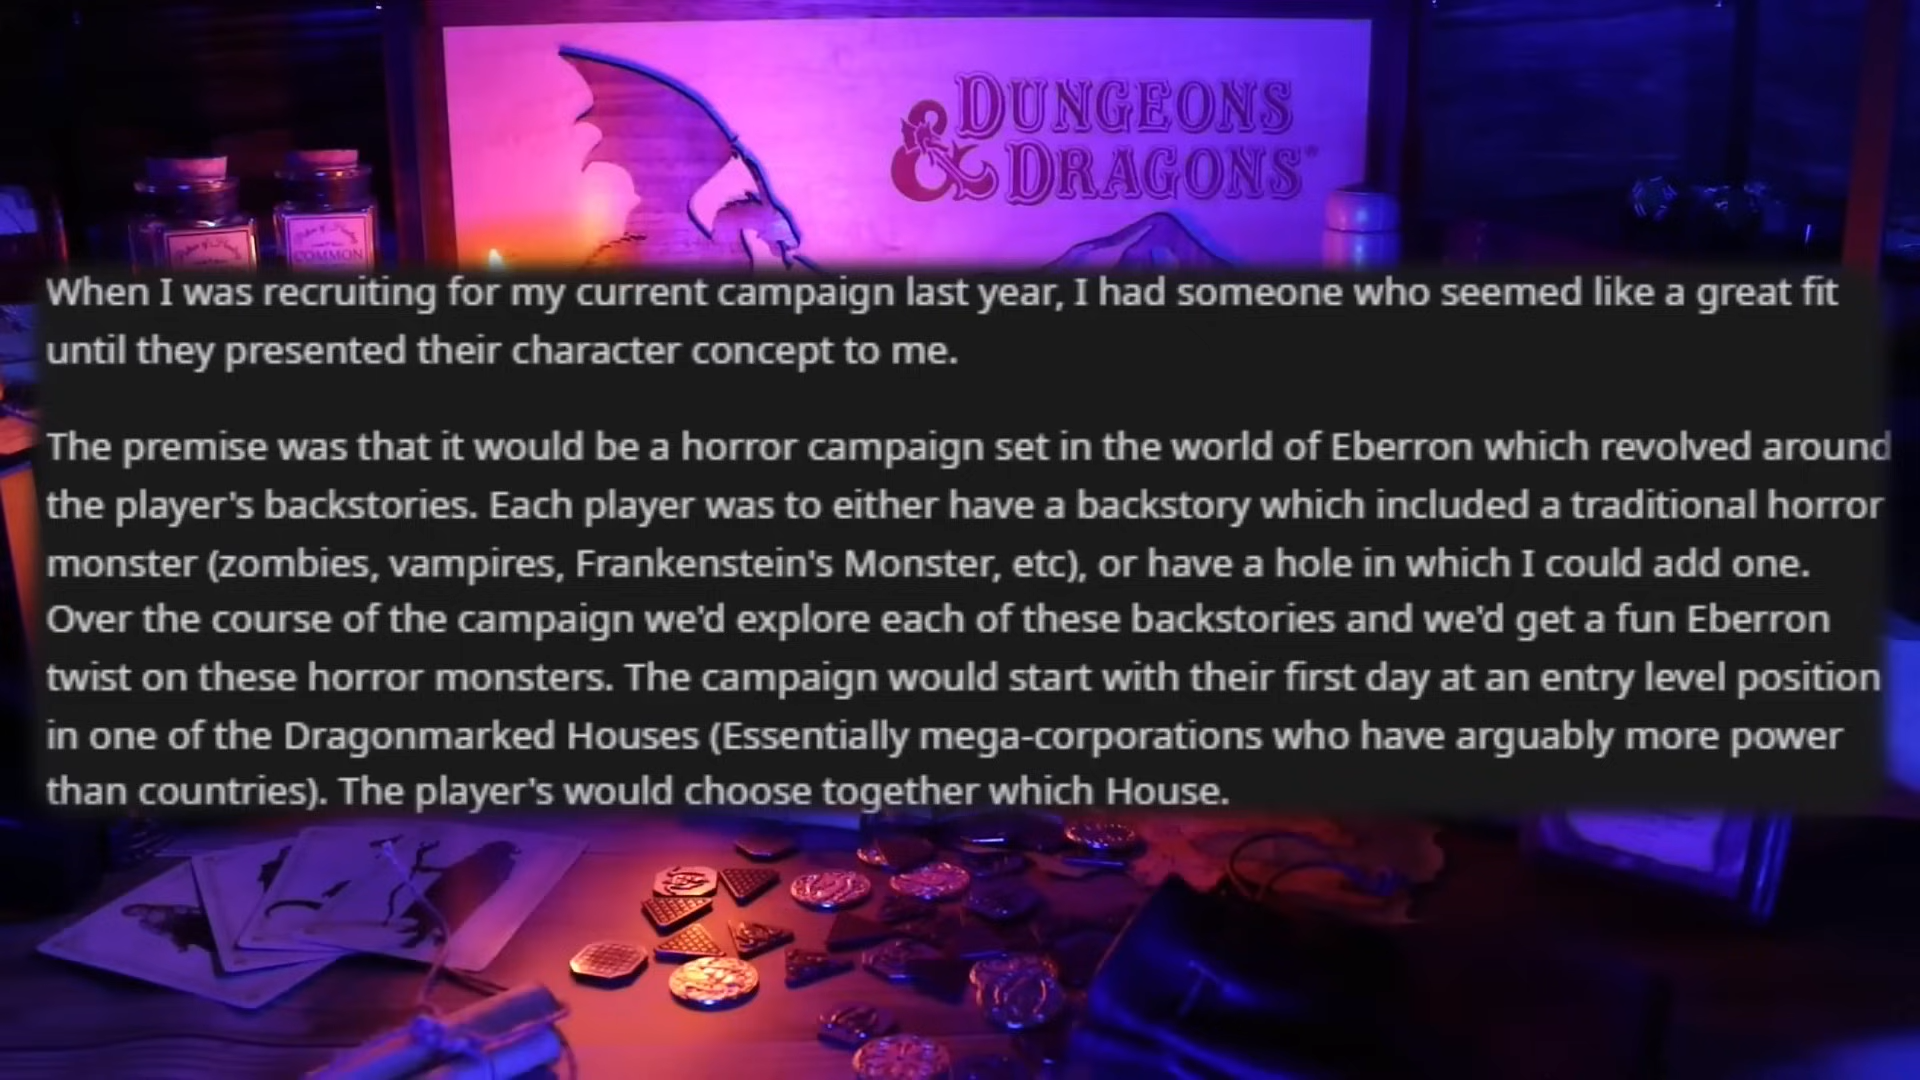 DUNGEONS
& DRAGONS®
COMMON
When I was recruiting for my current campaign last year, I had someone who seemed like a great fit
until they presented their character concept to me.
The premise was that it would be a horror campaign set in the world of Eberron which revolved around
the player's backstories. Each player was to either have a backstory which included a traditional horror
monster (zombies, vampires, Frankenstein's Monster, etc), or have a hole in which I could add one.
Over the course of the campaign we'd explore each of these backstories and we'd get a fun Eberron
twist on these horror monsters. The campaign would start with their first day at an entry level position
in one of the Dragonmarked Houses (Essentially mega-corporations who have arguably more power
than countries). The player's would choose together which House.